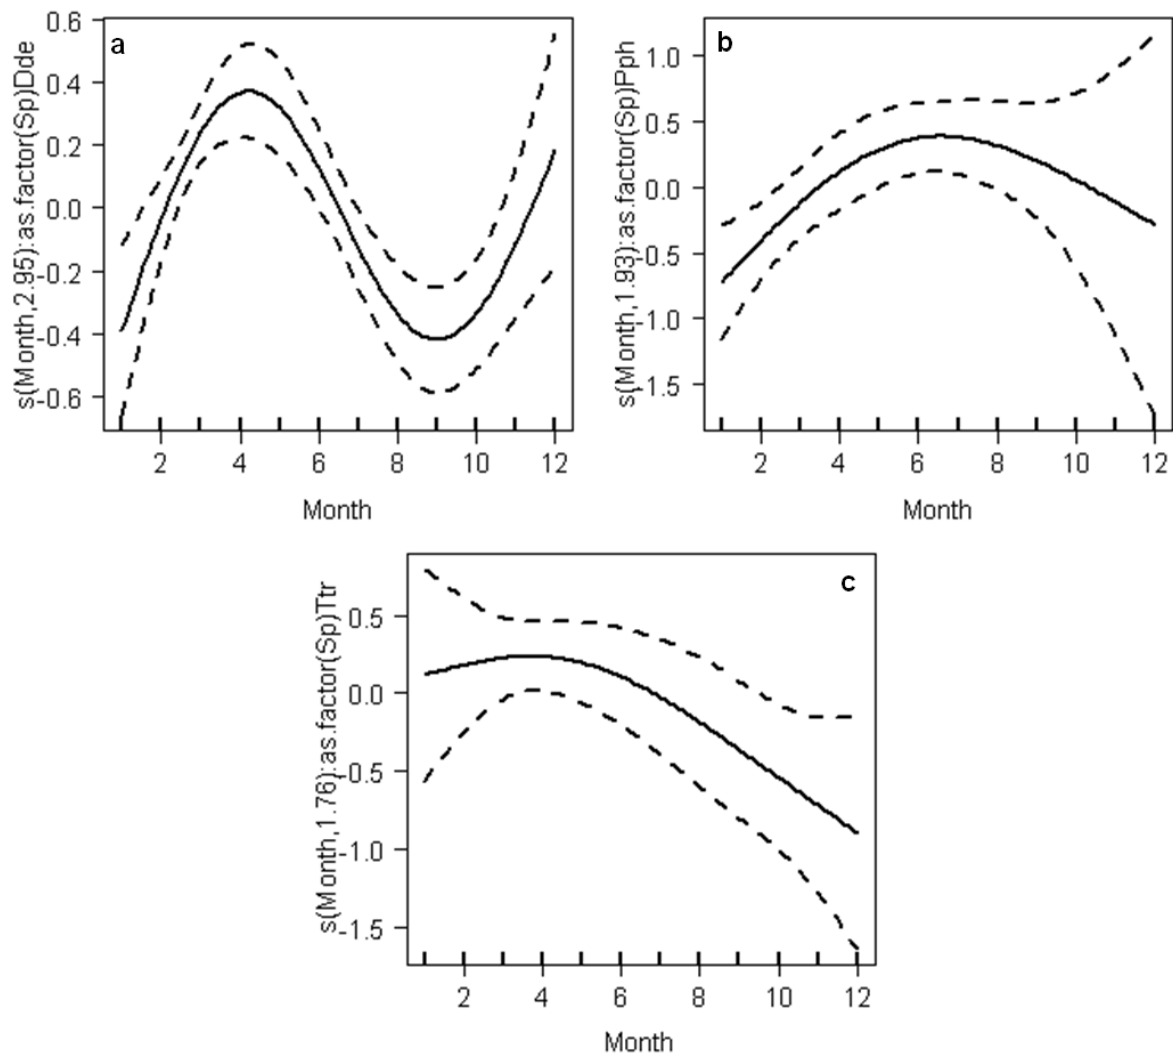 a
s(Month,2.95):as.factor(Sp)Dde
0.6
0.4
0.2
0.0
-0.2
-0.4
-0.6
2 4 6 8 10 12
Month
b
s(Month,1.93):as.factor(Sp)Pph
1.0
0.5
0.0
-0.5
-1.0
-1.5
2 4 6 8 10 12
Month
c
s(Month,1.76):as.factor(Sp)Ttr
0.5
0.0
-0.5
-1.0
-1.5
2 4 6 8 10 12
Month